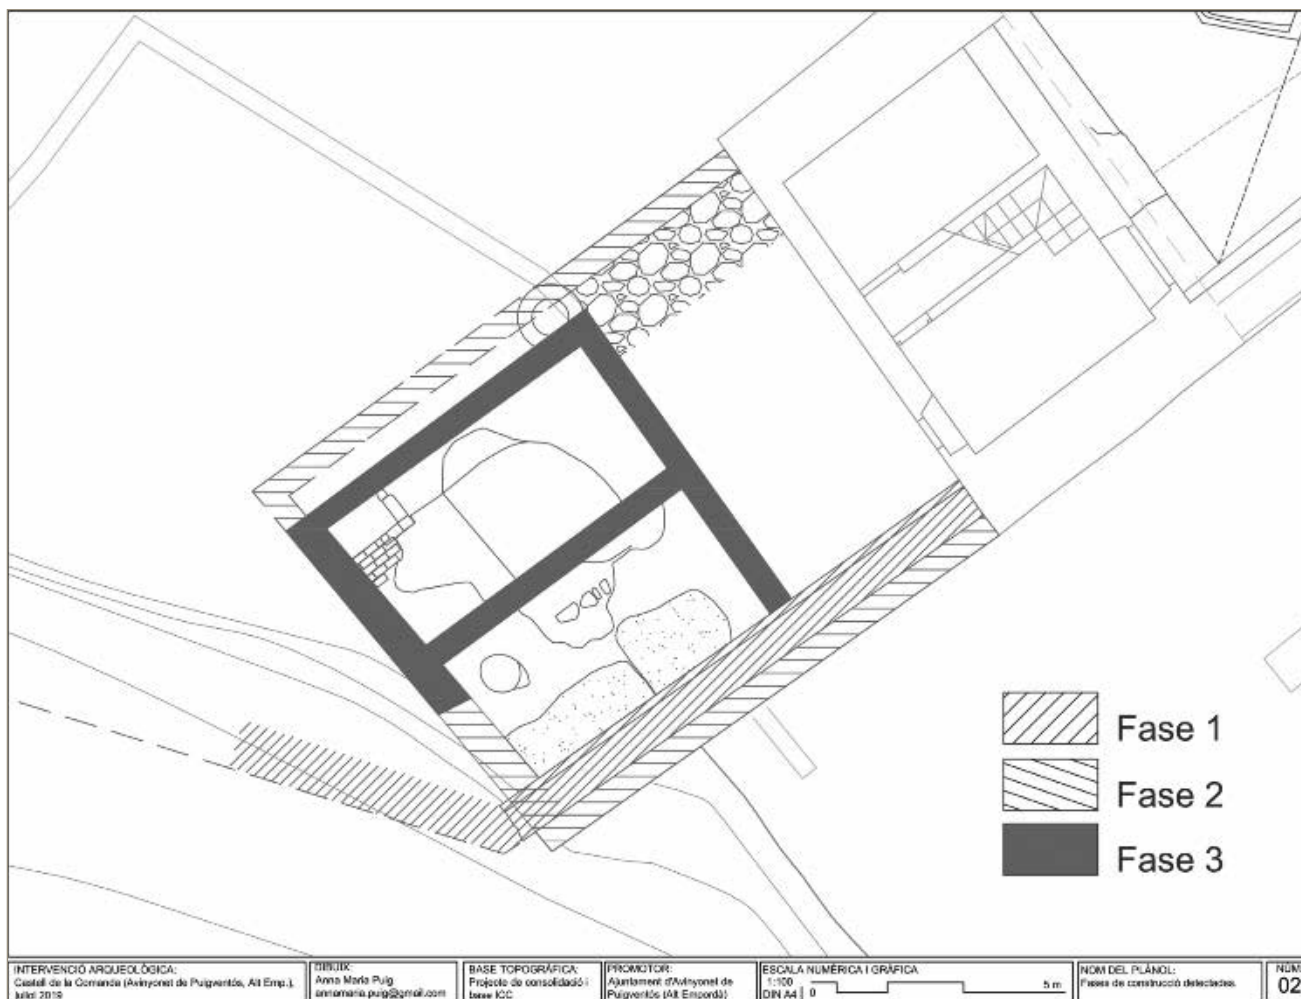 Fase 1
Fase 2
Fase 3
INTERVENCIÓ ARQUEOLÒGICA:
Castell de la Comanda (Avinyonet de Puigventós, Alt Emp.).
Juliol 2019
DIBUIX:
Anna Maria Puig
annamaria.puig@gmail.com
BASE TOPOGRÀFICA:
Projecte de consolidació i
base ICC
PROMOTOR:
Ajuntament d'Avinyonet de
Puigventós (Alt Empordà)
ESCALA NUMÈRICA I GRÀFICA
1:100
DIN A4 0 5 m
NOM DEL PLÀNOL:
Fases de construcció detectades.
NÚM
02